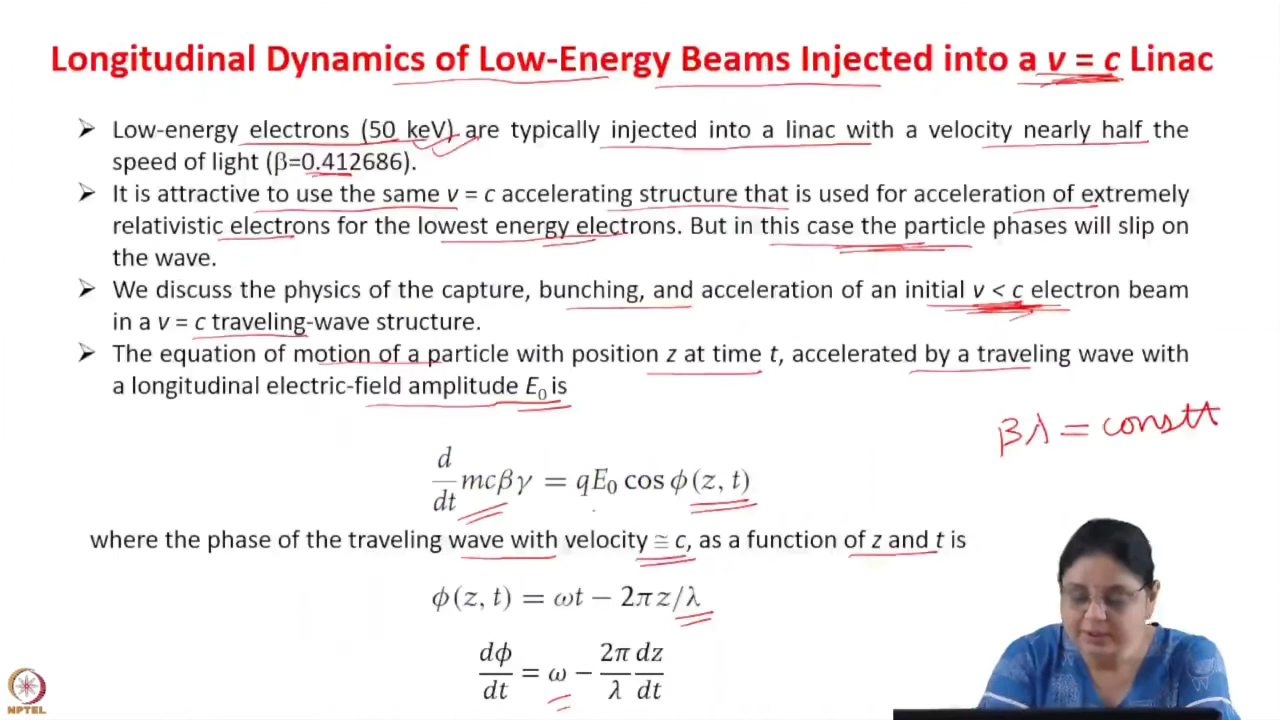 Longitudinal Dynamics of Low-Energy Beams Injected into a v = c Linac
➢ Low-energy electrons (50 keV) are typically injected into a linac with a velocity nearly half the
speed of light (β=0.412686).
➢ It is attractive to use the same v = c accelerating structure that is used for acceleration of extremely
relativistic electrons for the lowest energy electrons. But in this case the particle phases will slip on
the wave.
➢ We discuss the physics of the capture, bunching, and acceleration of an initial v < c electron beam
in a v = c traveling-wave structure.
➢ The equation of motion of a particle with position z at time t, accelerated by a traveling wave with
a longitudinal electric-field amplitude E₀ is
βλ = constt
d/dt mcβγ = qE₀ cos ϕ(z, t)
where the phase of the traveling wave with velocity ≅ c, as a function of z and t is
ϕ(z, t) = ωt − 2πz/λ
dϕ/dt = ω − 2π/λ dz/dt
NPTEL